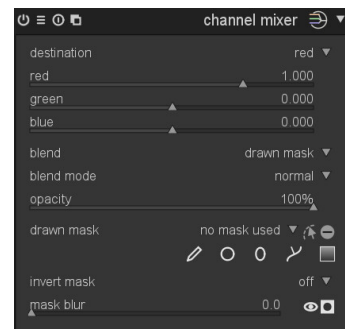 channel mixer
destination red
red 1.000
green 0.000
blue 0.000
blend drawn mask
blend mode normal
opacity 100%
drawn mask no mask used
invert mask off
mask blur 0.0